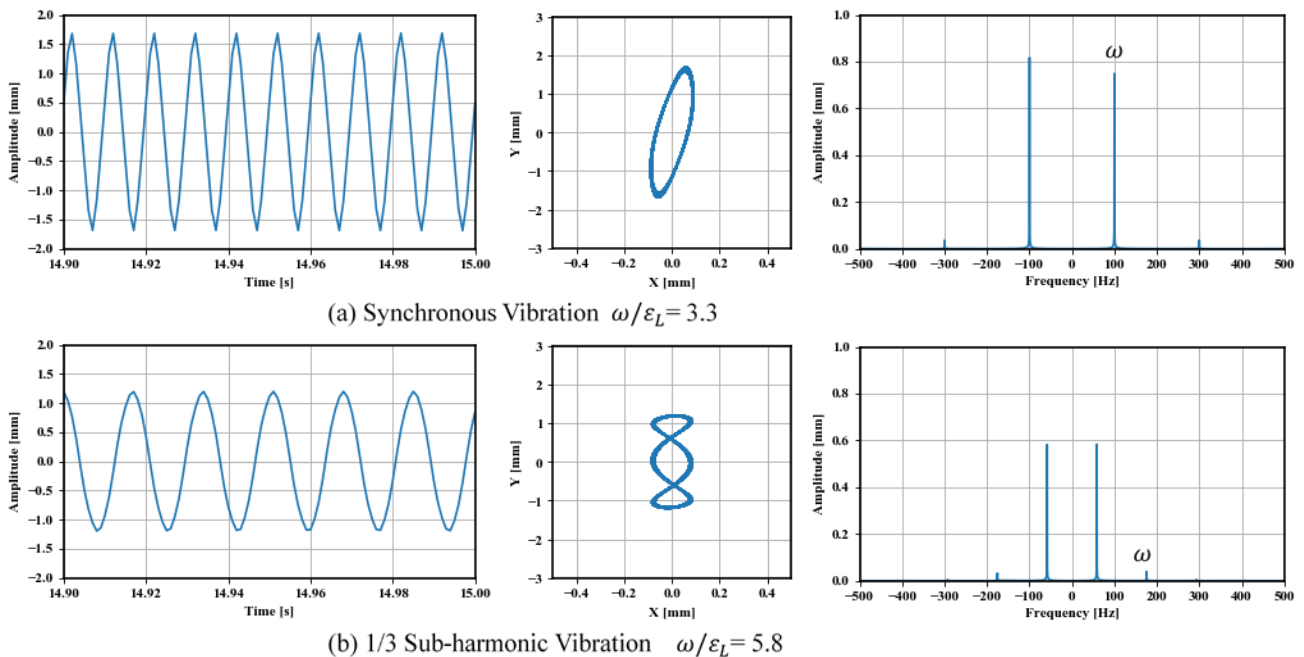 2.0
1.5
1.0
0.5
0.0
−0.5
−1.0
−1.5
−2.0
Amplitude [mm]
14.90 14.92 14.94 14.96 14.98 15.00
Time [s]
3
2
1
0
−1
−2
−3
Y [mm]
−0.4 −0.2 0.0 0.2 0.4
X [mm]
1.0
0.8
0.6
0.4
0.2
0.0
Amplitude [mm]
ω
−500 −400 −300 −200 −100 0 100 200 300 400 500
Frequency [Hz]
(a) Synchronous Vibration ω/ε_L= 3.3
2.0
1.5
1.0
0.5
0.0
−0.5
−1.0
−1.5
−2.0
Amplitude [mm]
14.90 14.92 14.94 14.96 14.98 15.00
Time [s]
3
2
1
0
−1
−2
−3
Y [mm]
−0.4 −0.2 0.0 0.2 0.4
X [mm]
1.0
0.8
0.6
0.4
0.2
0.0
Amplitude [mm]
ω
−500 −400 −300 −200 −100 0 100 200 300 400 500
Frequency [Hz]
(b) 1/3 Sub-harmonic Vibration ω/ε_L= 5.8